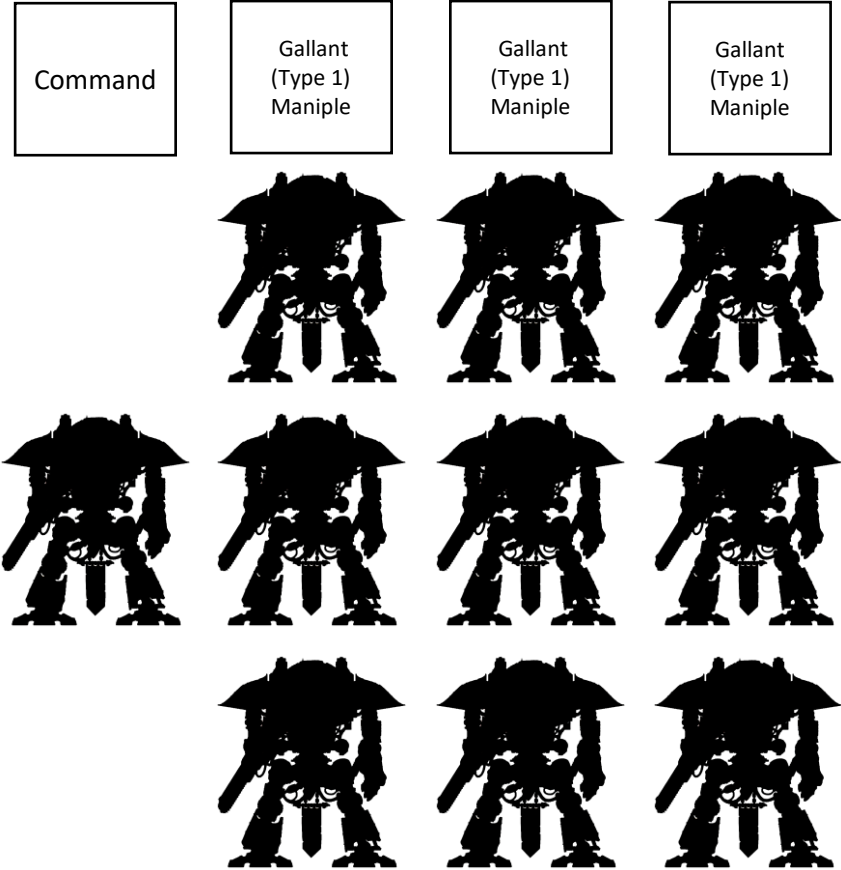 Command
Gallant
(Type 1)
Maniple
Gallant
(Type 1)
Maniple
Gallant
(Type 1)
Maniple